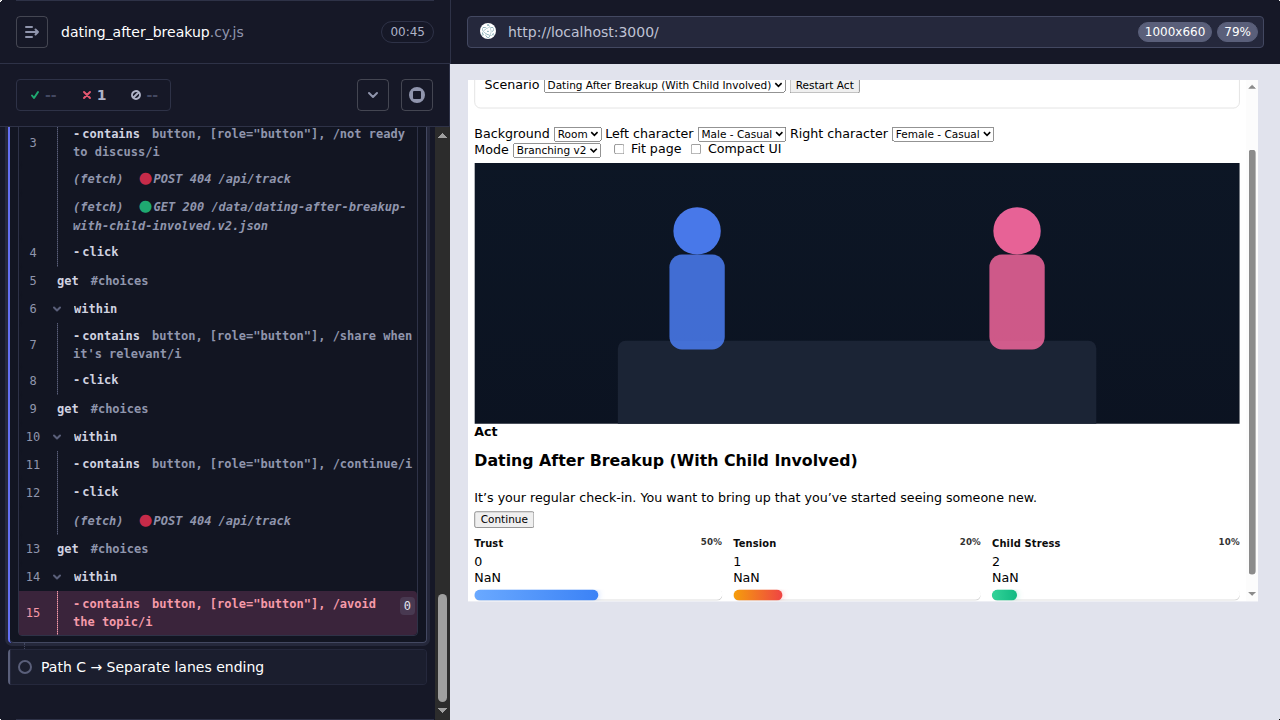 dating_after_breakup.cy.js
00:45
http://localhost:3000/
1000x660
79%
--
1
--
3
-contains button, [role="button"], /not ready
to discuss/i
(fetch) POST 404 /api/track
(fetch) GET 200 /data/dating-after-breakup-
with-child-involved.v2.json
4
-click
5
get #choices
6
within
7
-contains button, [role="button"], /share when
it's relevant/i
8
-click
9
get #choices
10
within
11
-contains button, [role="button"], /continue/i
12
-click
(fetch) POST 404 /api/track
13
get #choices
14
within
15
-contains button, [role="button"], /avoid
the topic/i
0
Path C → Separate lanes ending
Scenario Dating After Breakup (With Child Involved) Restart Act
Background Room Left character Male - Casual Right character Female - Casual
Mode Branching v2 Fit page Compact UI
Act
Dating After Breakup (With Child Involved)
It’s your regular check-in. You want to bring up that you’ve started seeing someone new.
Continue
Trust 50% Tension 20% Child Stress 10%
0 1 2
NaN NaN NaN